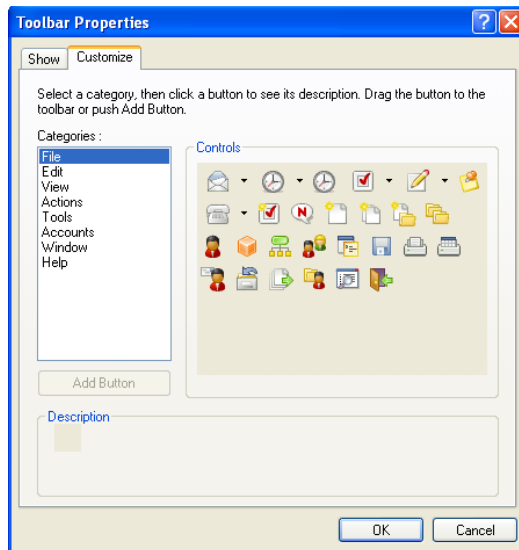 Toolbar Properties
Show
Customize
Select a category, then click a button to see its description. Drag the button to the
toolbar or push Add Button.
Categories :
File
Edit
View
Actions
Tools
Accounts
Window
Help
Controls
N
Add Button
Description
OK
Cancel